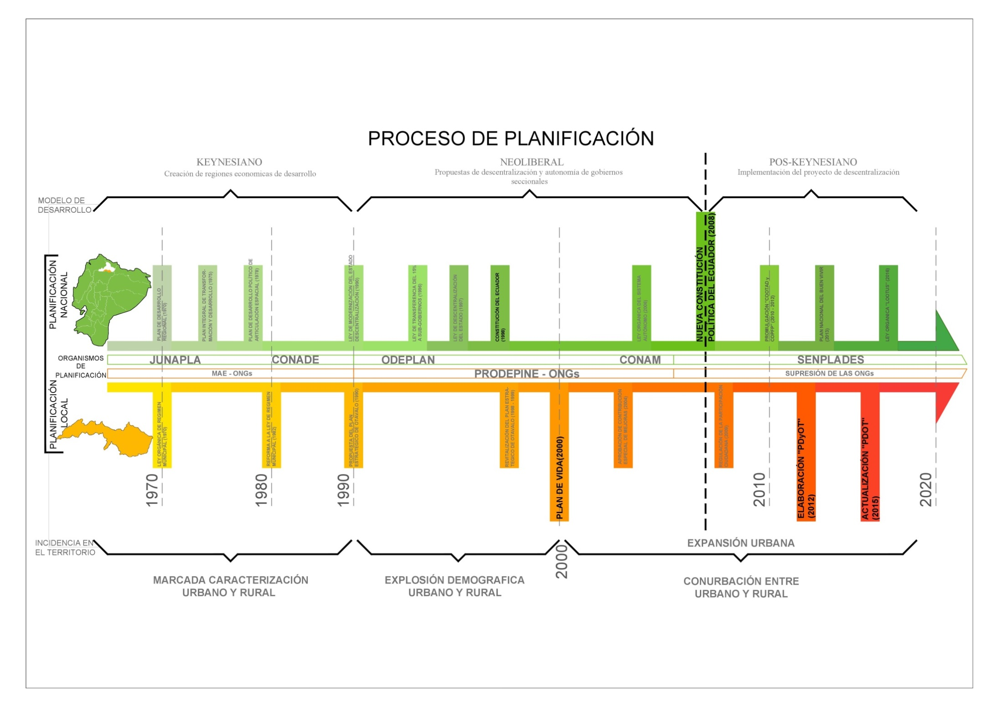 PROCESO DE PLANIFICACIÓN
KEYNESIANO
Creación de regiones economicas de desarrollo
NEOLIBERAL
Propuestas de descentralización y autonomía de gobiernos
seccionales
POS-KEYNESIANO
Implementación del proyecto de descentralización
MODELO DE
DESARROLLO
PLANIFICACIÓN
NACIONAL
PLAN DE DESARROLLO
REGIONAL (1970)
PLAN INTEGRAL DE TRANSFOR-
MACIÓN Y DESARROLLO (1975)
PLAN DE DESARROLLO POLÍTICO DE
ARTICULACIÓN ESPACIAL (1978)
LEY DE MODERNIZACIÓN DEL ESTADO
DESCENTRALIZACIÓN (1990)
LEY DE TRANSFERENCIA DEL 15%
A SUB-GOBIERNOS (1996)
LEY DE DESCENTRALIZACIÓN
DEL ESTADO (1997)
CONSTITUCIÓN DEL ECUADOR
(1998)
LEY ORGANICA DEL SISTEMA
AUTÓNOMO (2006)
NUEVA CONSTITUCIÓN
POLÍTICA DEL ECUADOR (2008)
PROMULGACIÓN "COOTAD y
COPFP" (2010 - 2012)
PLAN NACIONAL DEL BUEN VIVIR
(2013)
LEY ORGANICA "LOOTUS" (2016)
ORGANISMOS
DE
PLANIFICACIÓN
JUNAPLA
CONADE
ODEPLAN
CONAM
SENPLADES
MAE - ONGs
PRODEPINE - ONGs
SUPRESIÓN DE LAS ONGs
PLANIFICACIÓN
LOCAL
LEY ORGÁNICA DE REGIMEN
MUNICIPAL (1970)
REFORMA A LA LEY DE REGIMEN
MUNICIPAL (1982)
PROPUESTA DEL PLAN
ESTRATEGICO DE OTAVALO (1990)
REVITALIZACIÓN DEL PLAN ESTRA-
TEGICO DE OTAVALO (1998 - 1999)
PLAN DE VIDA(2000)
APROBACIÓN DE CONTRIBUCIÓN
ESPECIAL DE MEJORAS (2004)
REGULACIÓN DE LA PARTICIPACIÓN
CIUDADANA (2009)
ELABORACIÓN "PDyOT"
(2012)
ACTUALIZACIÓN "PDOT"
(2015)
1970
1980
1990
2000
2010
2020
INCIDENCIA EN
EL TERRITORIO
MARCADA CARACTERIZACIÓN
URBANO Y RURAL
EXPLOSIÓN DEMOGRAFICA
URBANO Y RURAL
EXPANSIÓN URBANA
CONURBACIÓN ENTRE
URBANO Y RURAL